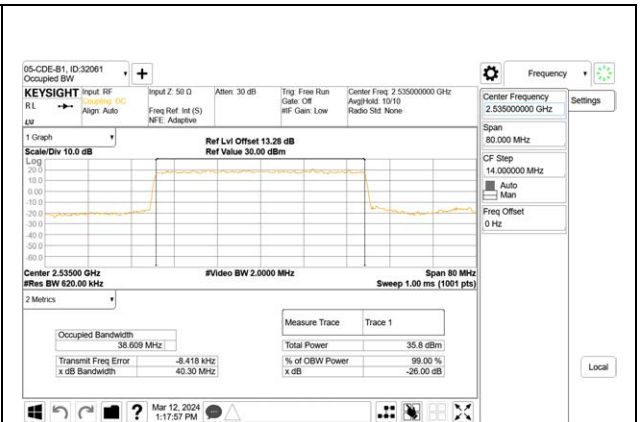 05-CDE-B1, ID:32061
Occupied BW
Frequency
KEYSIGHT
Input: RF
Input Z: 50 Ω
Atten: 30 dB
Trig: Free Run
Center Freq: 2.535000000 GHz
RL
Coupling: DC
Gate: Off
Avg|Hold: 10/10
Align: Auto
Freq Ref: Int (S)
#IF Gain: Low
Radio Std: None
NFE: Adaptive
Center Frequency
2.535000000 GHz
Settings
Span
80.000 MHz
CF Step
14.000000 MHz
Auto
Man
Freq Offset
0 Hz
1 Graph
Scale/Div 10.0 dB
Ref Lvl Offset 13.28 dB
Ref Value 30.00 dBm
Log
20.0
10.0
0.00
-10.0
-20.0
-30.0
-40.0
-50.0
-60.0
Center 2.53500 GHz
#Video BW 2.0000 MHz
Span 80 MHz
#Res BW 620.00 kHz
Sweep 1.00 ms (1001 pts)
2 Metrics
Measure Trace
Trace 1
Occupied Bandwidth
38.609 MHz
Total Power
35.8 dBm
Transmit Freq Error
-8.418 kHz
% of OBW Power
99.00 %
x dB Bandwidth
40.30 MHz
x dB
-26.00 dB
Local
?
Mar 12, 2024
1:17:57 PM